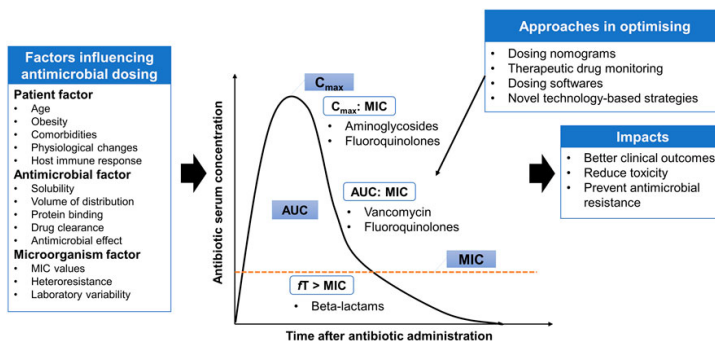 Factors influencing
antimicrobial dosing
Patient factor
• Age
• Obesity
• Comorbidities
• Physiological changes
• Host immune response
Antimicrobial factor
• Solubility
• Volume of distribution
• Protein binding
• Drug clearance
• Antimicrobial effect
Microorganism factor
• MIC values
• Heteroresistance
• Laboratory variability
Antibiotic serum concentration
Cmax
Cmax: MIC
• Aminoglycosides
• Fluoroquinolones
AUC
AUC: MIC
• Vancomycin
• Fluoroquinolones
MIC
fT > MIC
• Beta-lactams
Time after antibiotic administration
Approaches in optimising
• Dosing nomograms
• Therapeutic drug monitoring
• Dosing softwares
• Novel technology-based strategies
Impacts
• Better clinical outcomes
• Reduce toxicity
• Prevent antimicrobial
resistance